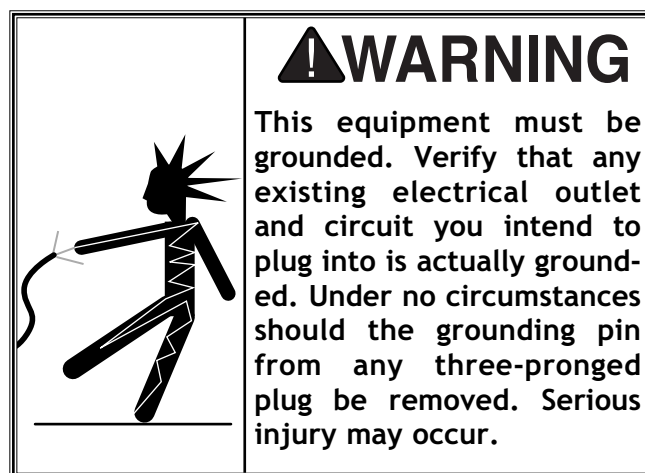 WARNING
This equipment must be
grounded. Verify that any
existing electrical outlet
and circuit you intend to
plug into is actually ground-
ed. Under no circumstances
should the grounding pin
from any three-pronged
plug be removed. Serious
injury may occur.